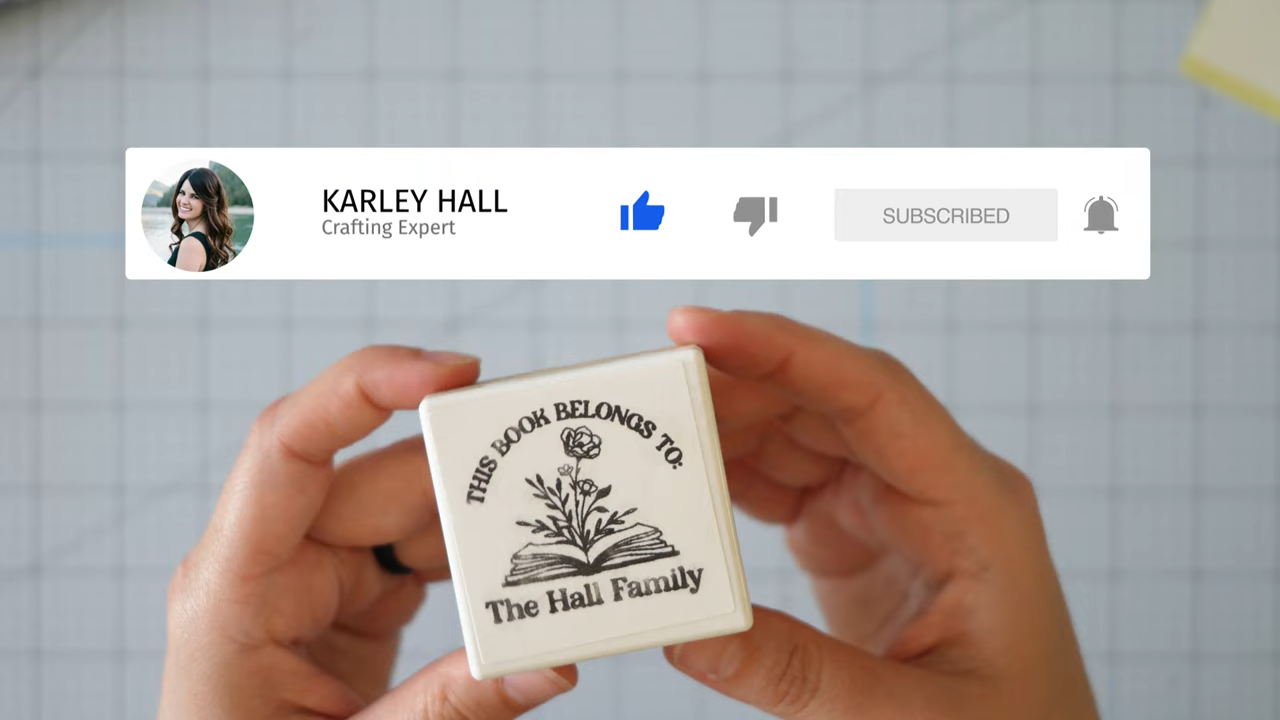 KARLEY HALL
Crafting Expert
SUBSCRIBED
THIS BOOK BELONGS TO:
The Hall Family